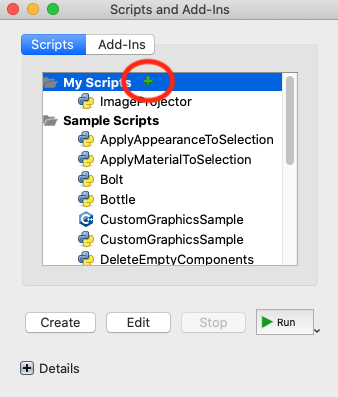 Scripts and Add-Ins
Scripts Add-Ins
My Scripts
ImageProjector
Sample Scripts
ApplyAppearanceToSelection
ApplyMaterialToSelection
Bolt
Bottle
CustomGraphicsSample
CustomGraphicsSample
DeleteEmptyComponents
Create Edit Stop Run
Details